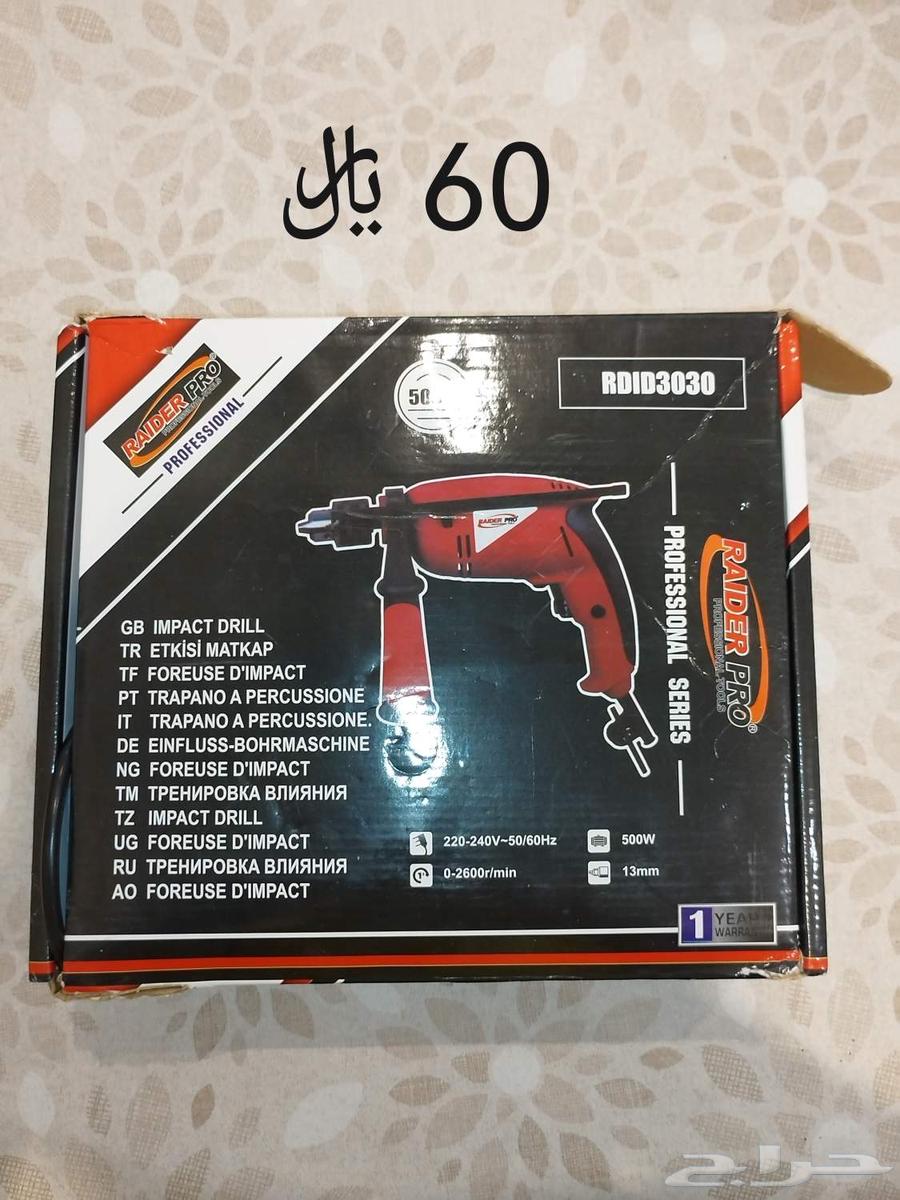 60 ریال
RAIDER PRO®
PROFESSIONAL TOOLS
PROFESSIONAL
RDID3030
RAIDER PRO
PROFESSIONAL SERIES
RAIDER PRO®
PROFESSIONAL TOOLS
GB IMPACT DRILL
TR ETKİSİ MATKAP
TF FOREUSE D'IMPACT
PT TRAPANO A PERCUSSIONE
IT TRAPANO A PERCUSSIONE.
DE EINFLUSS-BOHRMASCHINE
NG FOREUSE D'IMPACT
TM ТРЕНИРОВКА ВЛИЯНИЯ
TZ IMPACT DRILL
UG FOREUSE D'IMPACT
RU ТРЕНИРОВКА ВЛИЯНИЯ
AO FOREUSE D'IMPACT
220-240V~50/60Hz
500W
0-2600r/min
13mm
1 YEAR
WARRANTY
حراج